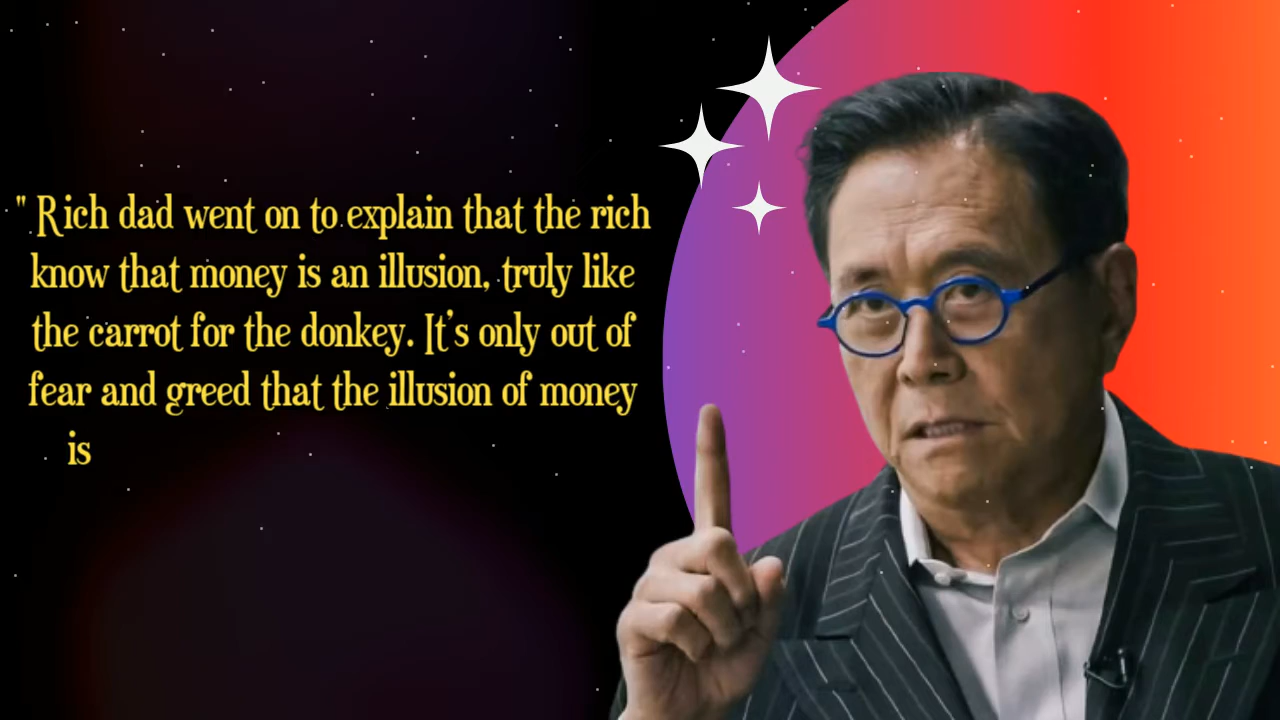 " Rich dad went on to explain that the rich
know that money is an illusion, truly like
the carrot for the donkey. It's only out of
fear and greed that the illusion of money
is